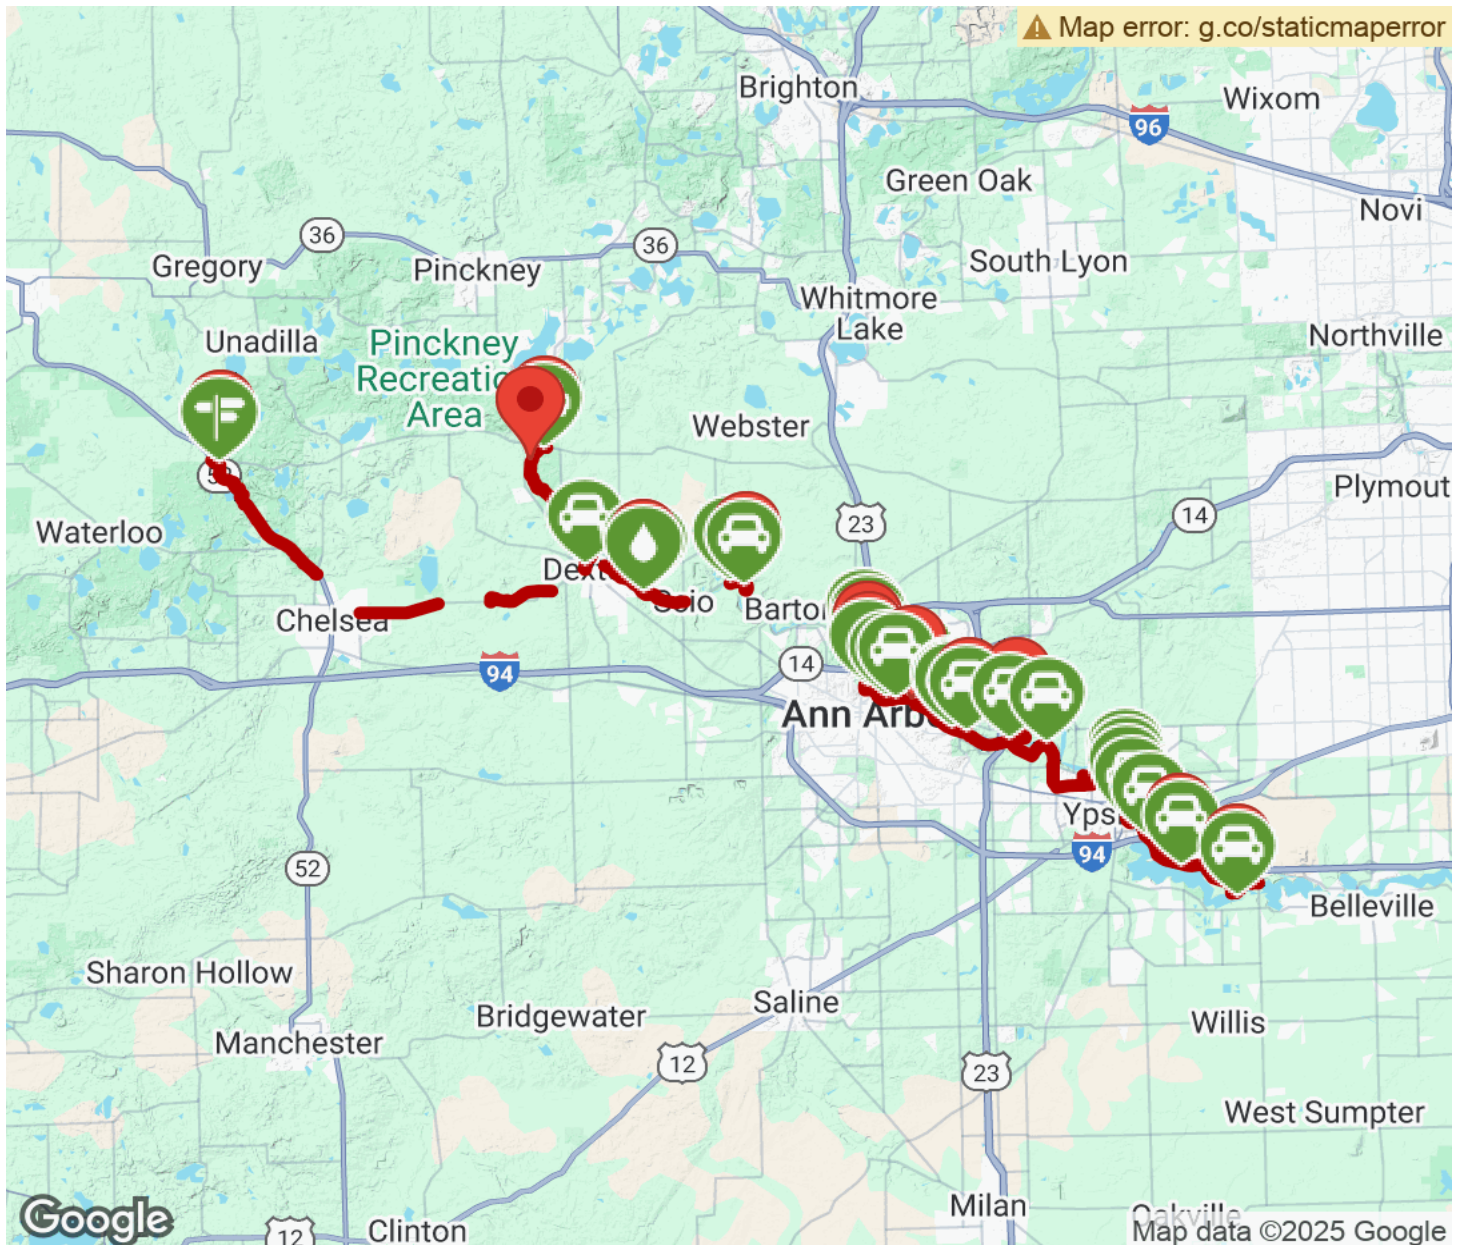 Map error: g.co/staticmaperror
Brighton
Wixom
96
Green Oak
Novi
36
36
Gregory
Pinckney
South Lyon
Whitmore
Lake
Unadilla
Pinckney
Northville
Area
Webster
Plymout
14
23
Waterloo
Barto
Chelsea
14
94
Ann Arb
Yps
94
52
Belleville
Sharon Hollow
Saline
Bridgewater
Willis
Manchester
12
23
West Sumpter
Milan
Oakville
Google
12
Clinton
Map data ©2025 Google